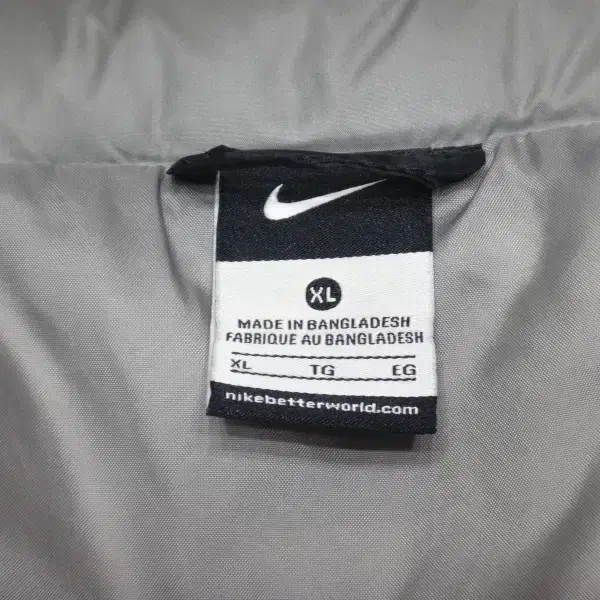 XL
MADE IN BANGLADESH
FABRIQUE AU BANGLADESH
XL TG EG
nikebetterworld.com